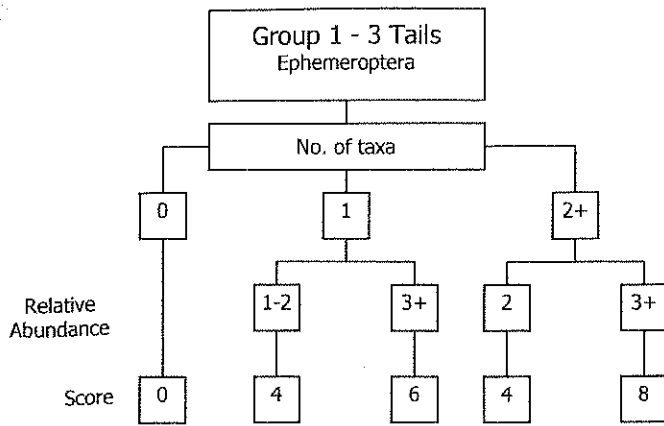 Group 1 - 3 Tails
Ephemeroptera
No. of taxa
0
1
2+
Relative
Abundance
1-2
3+
2
3+
Score
0
4
6
4
8